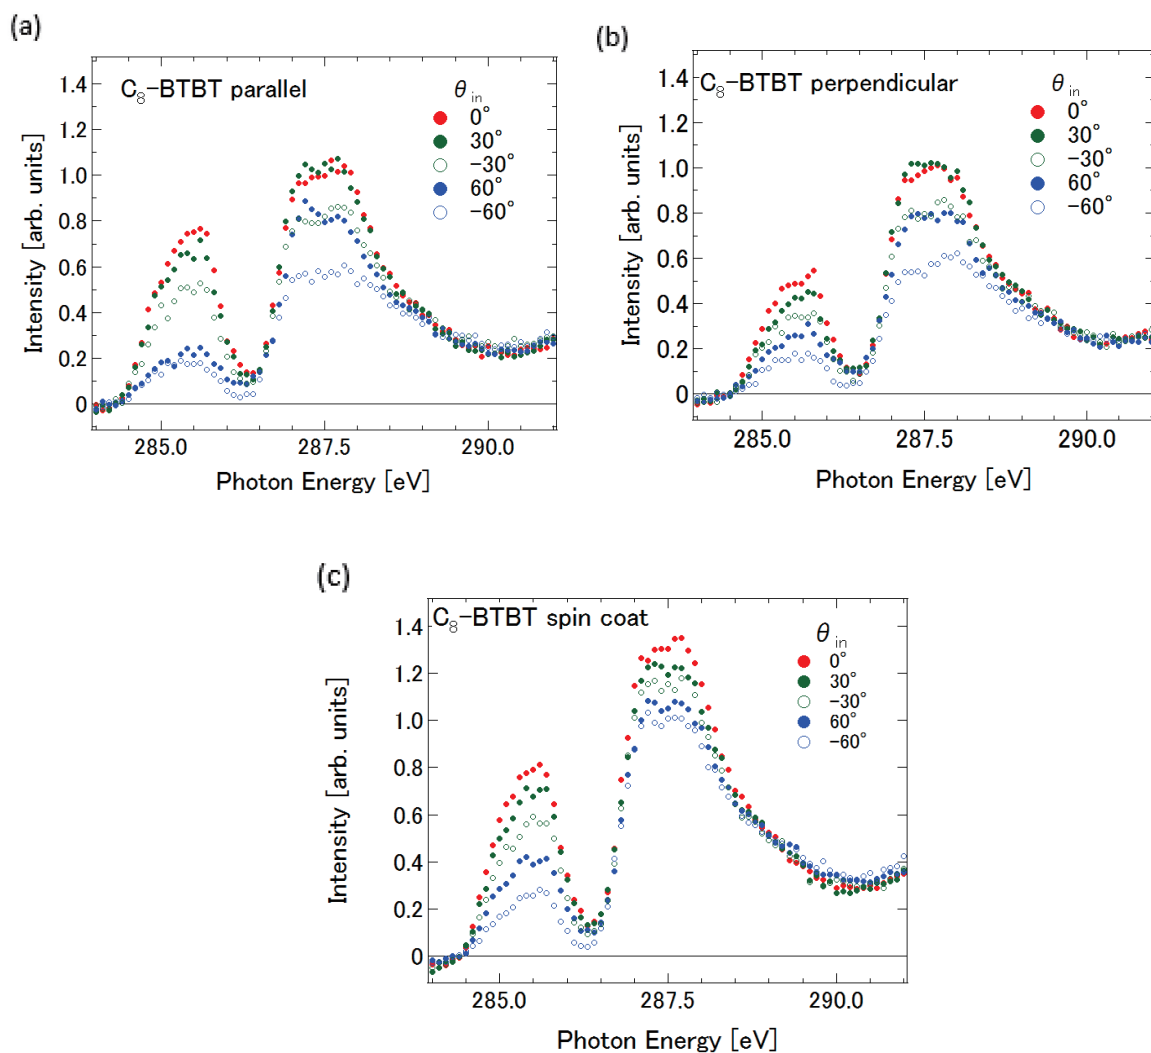 (a)
C8-BTBT parallel
θ in
0°
30°
-30°
60°
-60°
1.4
1.2
1.0
0.8
0.6
0.4
0.2
0
Intensity [arb. units]
285.0 287.5 290.0
Photon Energy [eV]
(b)
C8-BTBT perpendicular
θ in
0°
30°
-30°
60°
-60°
1.4
1.2
1.0
0.8
0.6
0.4
0.2
0
Intensity [arb. units]
285.0 287.5 290.0
Photon Energy [eV]
(c)
C8-BTBT spin coat
θ in
0°
30°
-30°
60°
-60°
1.4
1.2
1.0
0.8
0.6
0.4
0.2
0
Intensity [arb. units]
285.0 287.5 290.0
Photon Energy [eV]